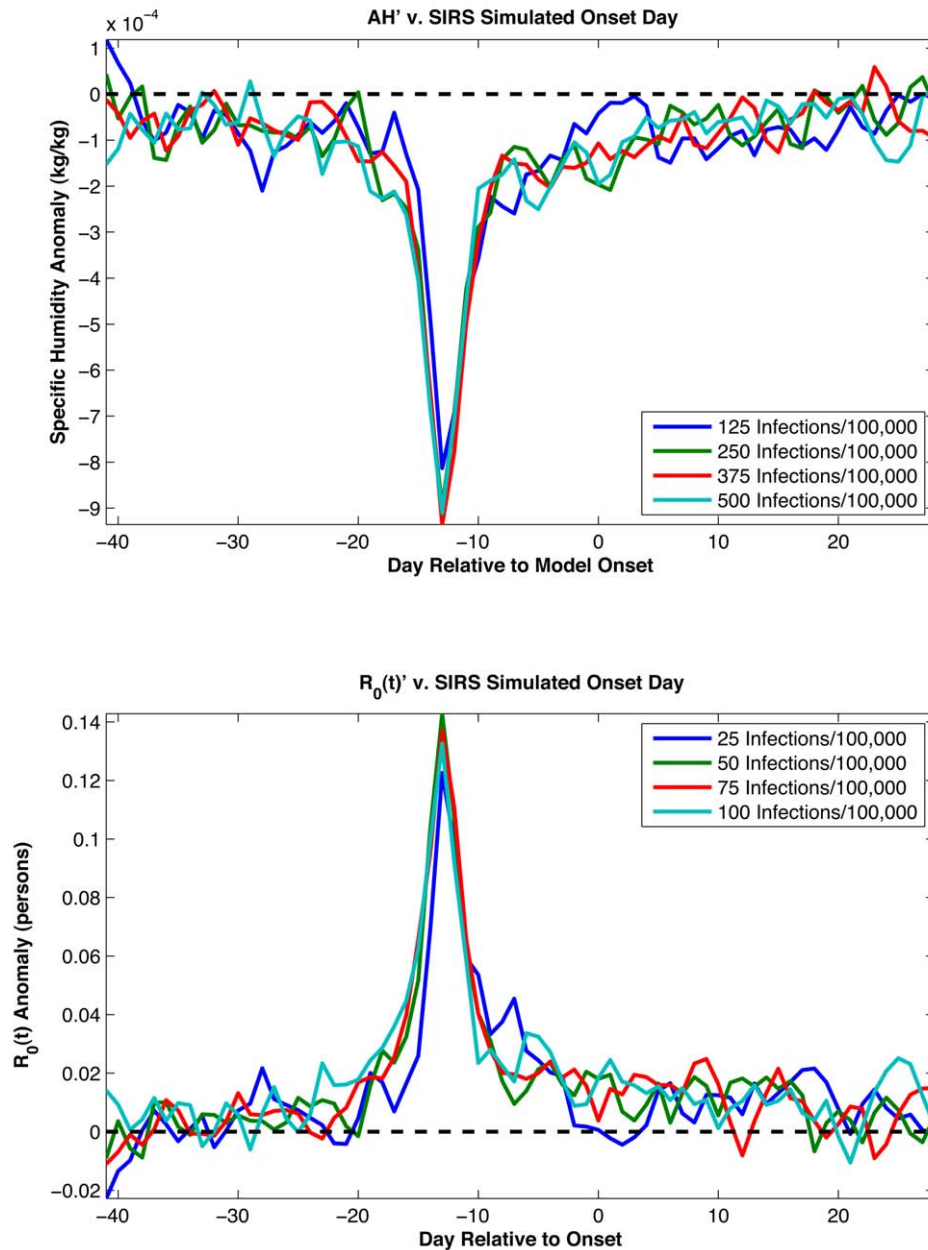 AH' v. SIRS Simulated Onset Day
x 10⁻⁴
1
0
−1
−2
−3
−4
−5
−6
−7
−8
−9
Specific Humidity Anomaly (kg/kg)
125 Infections/100,000
250 Infections/100,000
375 Infections/100,000
500 Infections/100,000
−40 −30 −20 −10 0 10 20
Day Relative to Model Onset
R₀(t)' v. SIRS Simulated Onset Day
0.14
0.12
0.1
0.08
0.06
0.04
0.02
0
−0.02
R₀(t) Anomaly (persons)
25 Infections/100,000
50 Infections/100,000
75 Infections/100,000
100 Infections/100,000
−40 −30 −20 −10 0 10 20
Day Relative to Onset